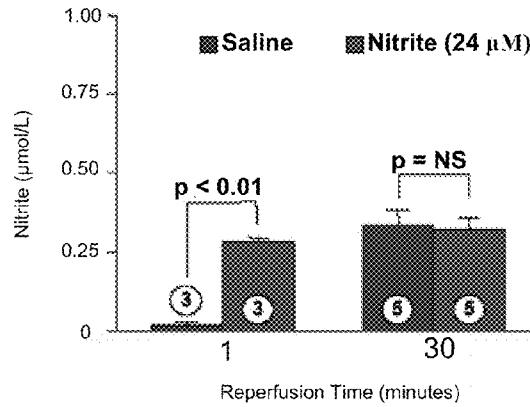 1.00
Saline Nitrite (24 µM)
0.75
Nitrite (µmol/L)
0.50
p = NS
p < 0.01
0.25
3 3 5 5
0
1 30
Reperfusion Time (minutes)